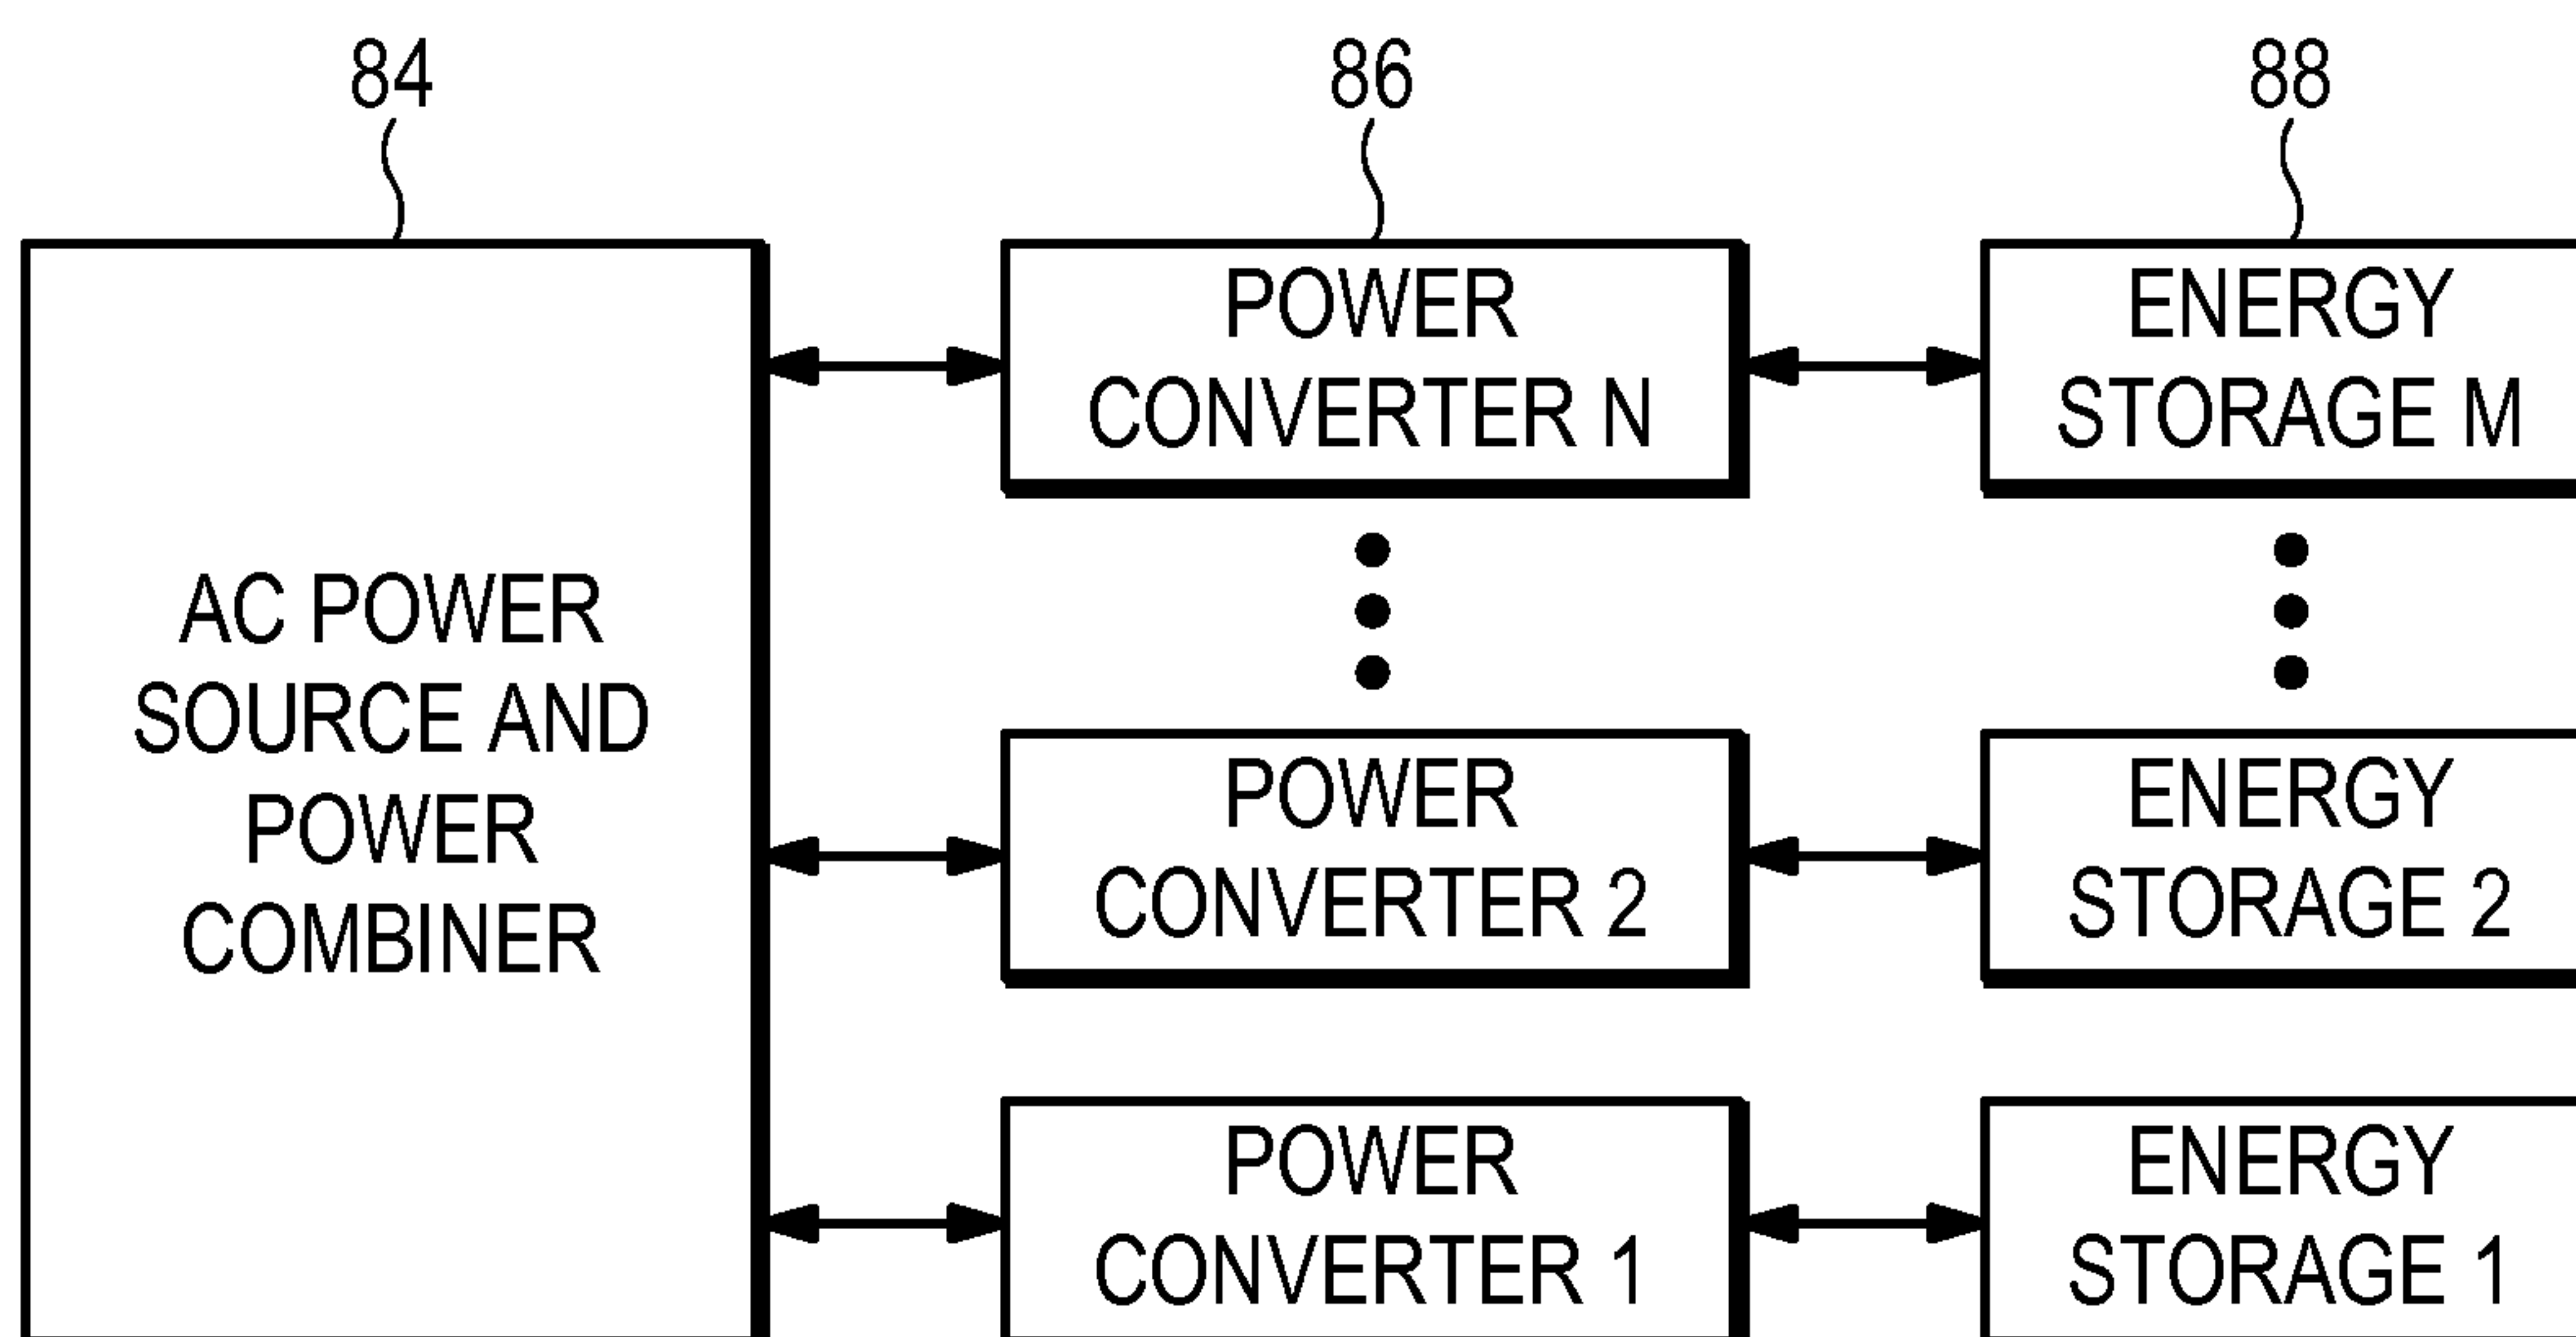 84
86
88
AC POWER
SOURCE AND
POWER
COMBINER
POWER
CONVERTER N
ENERGY
STORAGE M
POWER
CONVERTER 2
ENERGY
STORAGE 2
POWER
CONVERTER 1
ENERGY
STORAGE 1